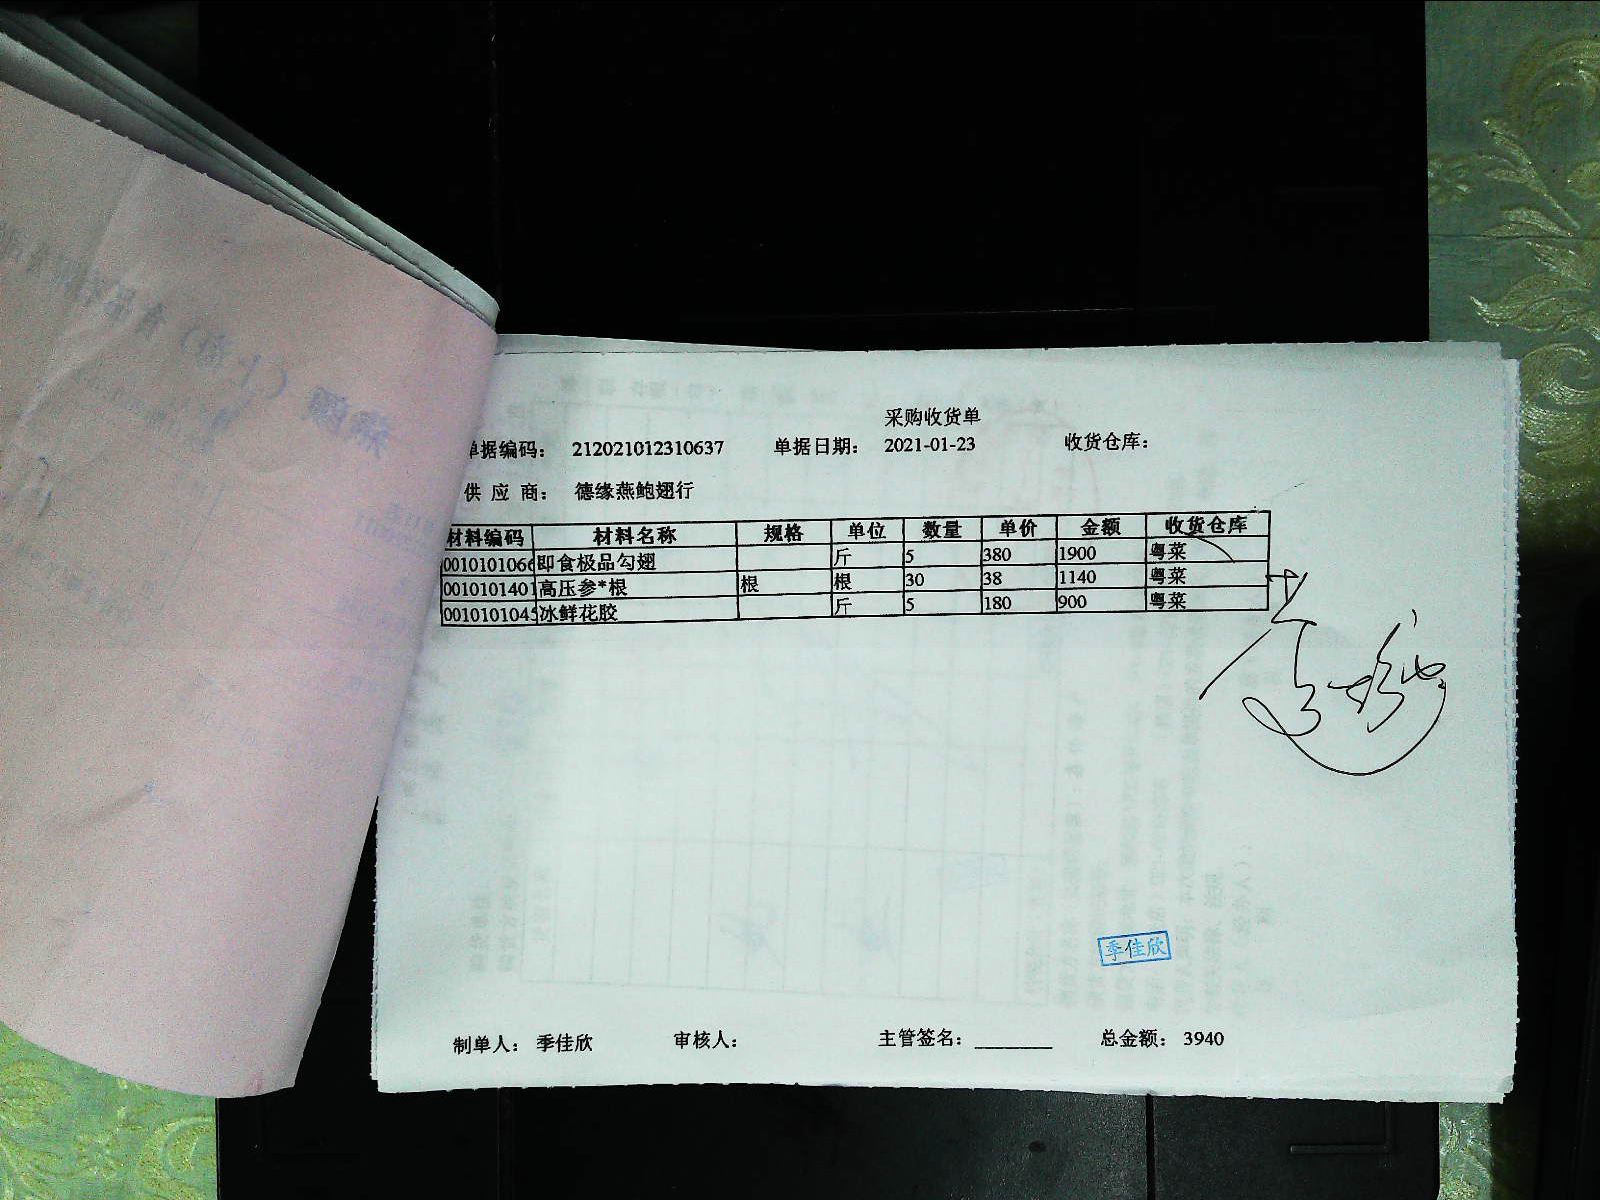 采购收货单
单据编码： 212021012310637 单据日期： 2021-01-23 收货仓库：
供 应 商： 德缘燕鲍翅行
材料编码 材料名称 规格 单位 数量 单价 金额 收货仓库
0010101066 即食极品勾翅 斤 5 380 1900 粤菜
0010101401 高压参*根 根 根 30 38 1140 粤菜
0010101045 冰鲜花胶 斤 5 180 900 粤菜
季佳欣
制单人： 季佳欣 审核人： 主管签名：________ 总金额： 3940